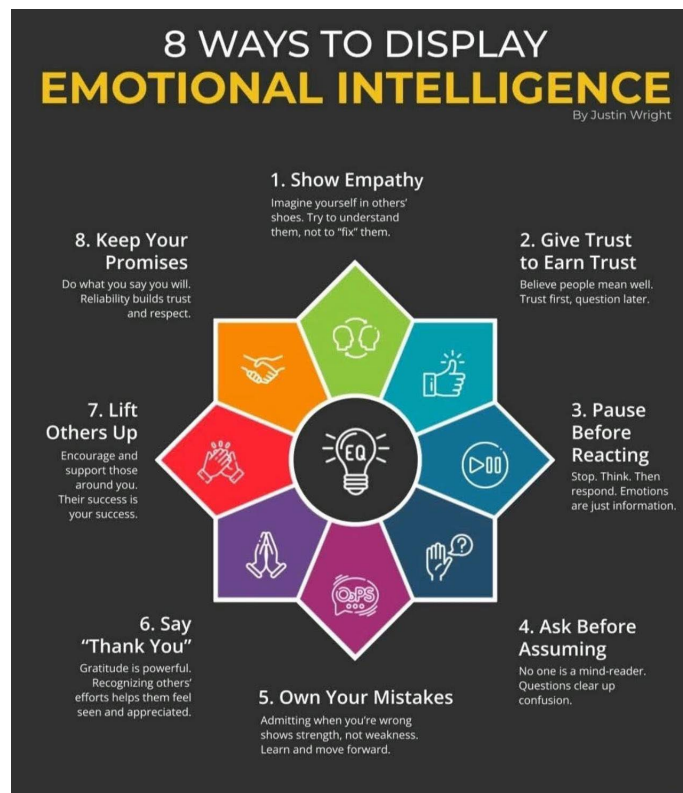 8 WAYS TO DISPLAY
EMOTIONAL INTELLIGENCE
By Justin Wright
1. Show Empathy
Imagine yourself in others'
shoes. Try to understand
them, not to "fix" them.
2. Give Trust
to Earn Trust
Believe people mean well.
Trust first, question later.
3. Pause
Before
Reacting
Stop. Think. Then
respond. Emotions
are just information.
4. Ask Before
Assuming
No one is a mind-reader.
Questions clear up
confusion.
5. Own Your Mistakes
Admitting when you're wrong
shows strength, not weakness.
Learn and move forward.
6. Say
"Thank You"
Gratitude is powerful.
Recognizing others'
efforts helps them feel
seen and appreciated.
7. Lift
Others Up
Encourage and
support those
around you.
Their success is
your success.
8. Keep Your
Promises
Do what you say you will.
Reliability builds trust
and respect.
EQ
?
OOPS